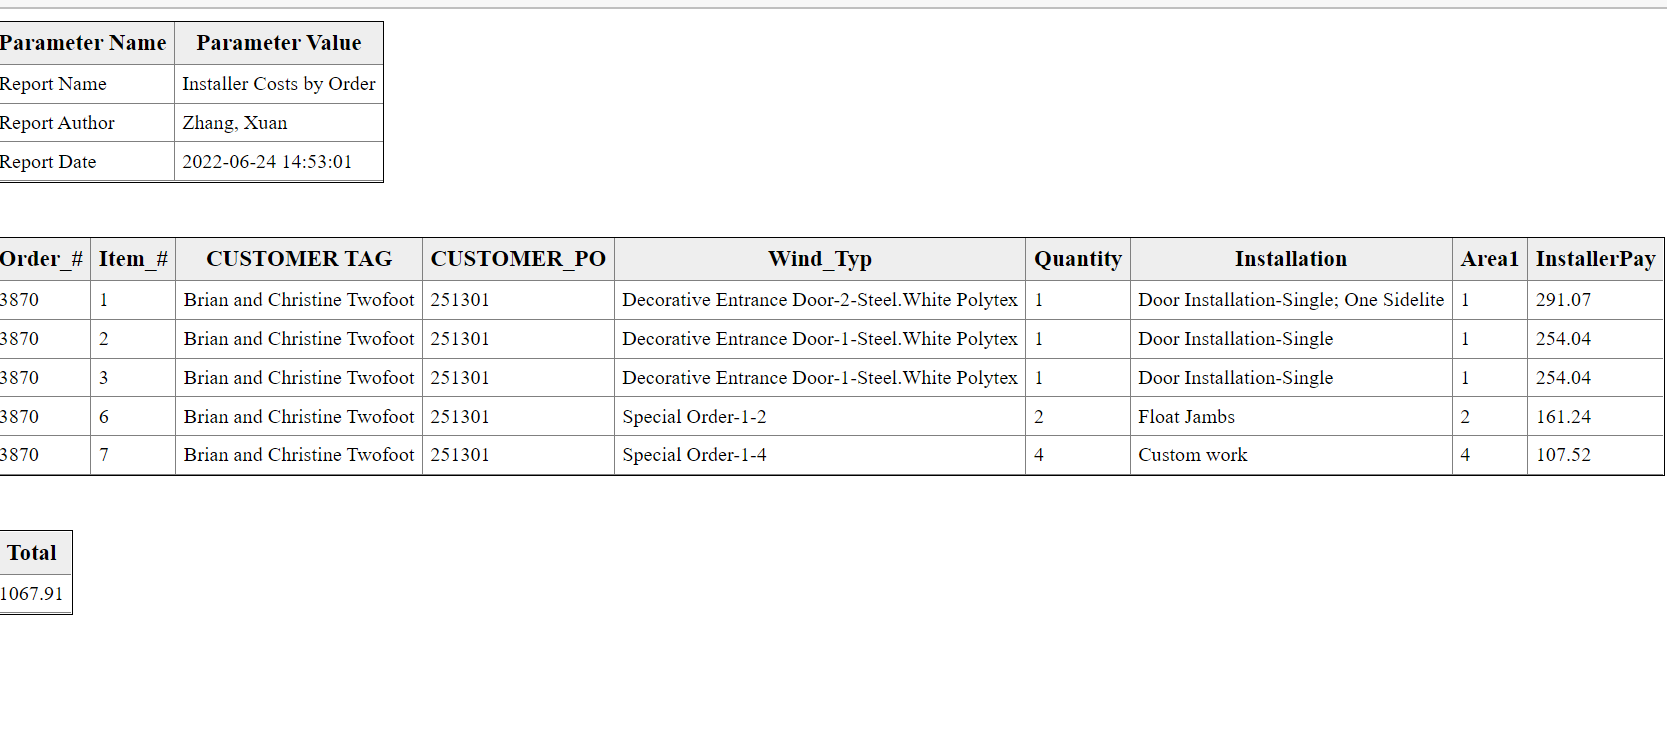 Parameter Name Parameter Value
Report Name Installer Costs by Order
Report Author Zhang, Xuan
Report Date 2022-06-24 14:53:01
Order_# Item_# CUSTOMER TAG CUSTOMER_PO Wind_Typ Quantity Installation Area1 InstallerPay
3870 1 Brian and Christine Twofoot 251301 Decorative Entrance Door-2-Steel.White Polytex 1 Door Installation-Single; One Sidelite 1 291.07
3870 2 Brian and Christine Twofoot 251301 Decorative Entrance Door-1-Steel.White Polytex 1 Door Installation-Single 1 254.04
3870 3 Brian and Christine Twofoot 251301 Decorative Entrance Door-1-Steel.White Polytex 1 Door Installation-Single 1 254.04
3870 6 Brian and Christine Twofoot 251301 Special Order-1-2 2 Float Jambs 2 161.24
3870 7 Brian and Christine Twofoot 251301 Special Order-1-4 4 Custom work 4 107.52
Total
1067.91